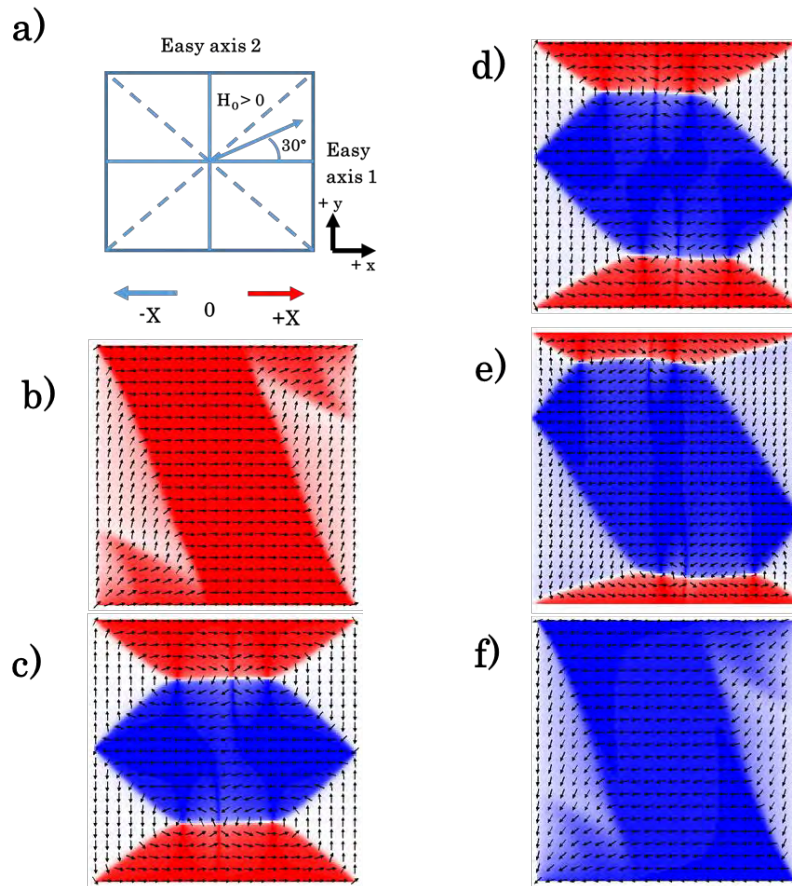 a)
Easy axis 2
H₀ > 0
30°
Easy
axis 1
+ y
+ x
-X 0 +X
b)
c)
d)
e)
f)